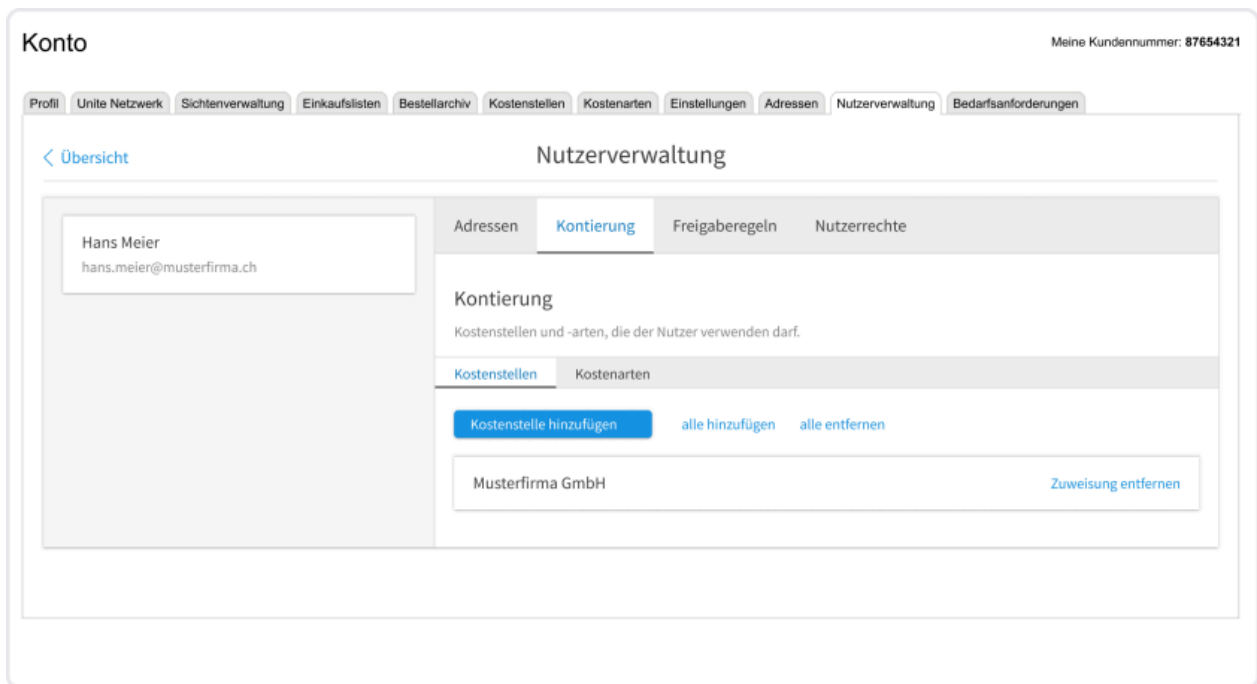 Konto
Meine Kundennummer: 87654321
Profil Unite Netzwerk Sichtenverwaltung Einkaufslisten Bestellarchiv Kostenstellen Kostenarten Einstellungen Adressen Nutzerverwaltung Bedarfsanforderungen
Übersicht
Nutzerverwaltung
Hans Meier
hans.meier@musterfirma.ch
Adressen Kontierung Freigaberegeln Nutzerrechte
Kontierung
Kostenstellen und -arten, die der Nutzer verwenden darf.
Kostenstellen Kostenarten
Kostenstelle hinzufügen alle hinzufügen alle entfernen
Musterfirma GmbH Zuweisung entfernen